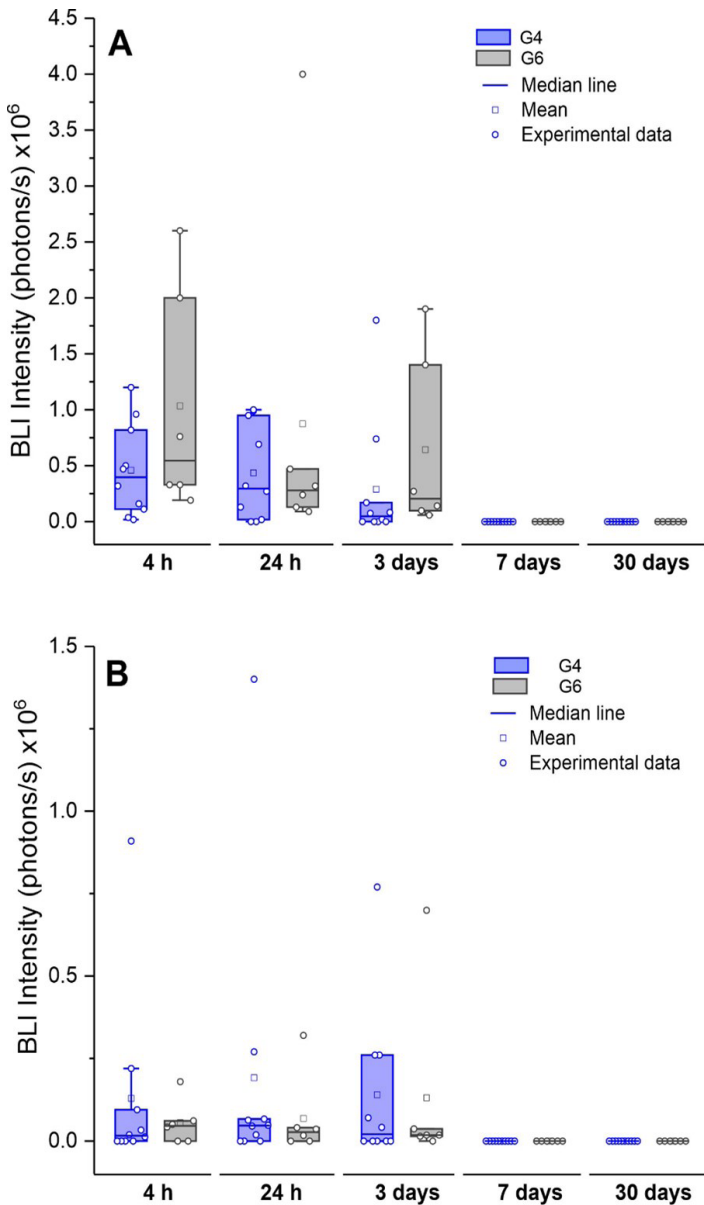 A
G4
G6
Median line
Mean
Experimental data
BLI Intensity (photons/s) x10⁶
4.5
4.0
3.5
3.0
2.5
2.0
1.5
1.0
0.5
0.0
4 h 24 h 3 days 7 days 30 days
B
G4
G6
Median line
Mean
Experimental data
BLI Intensity (photons/s) x10⁶
1.5
1.0
0.5
0.0
4 h 24 h 3 days 7 days 30 days